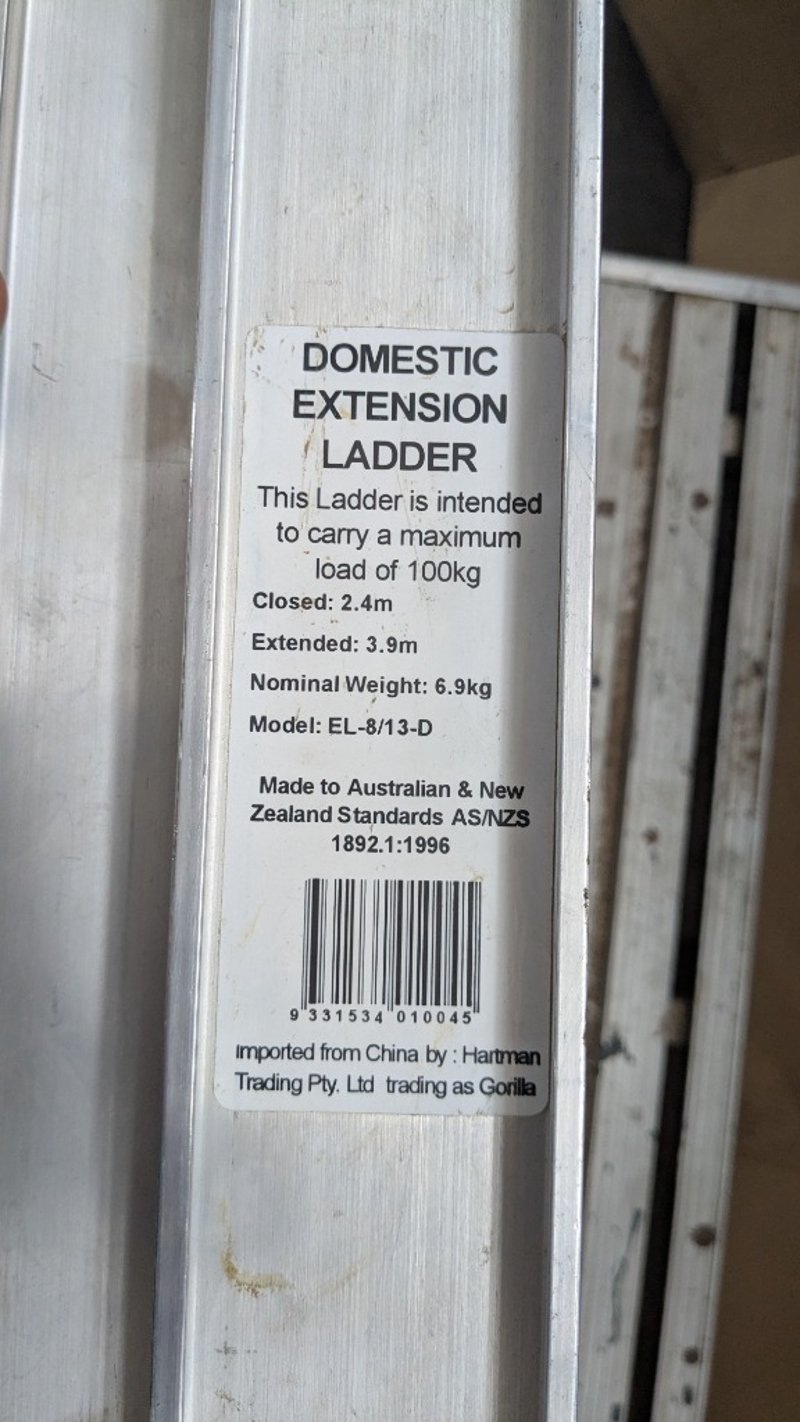 DOMESTIC
EXTENSION
LADDER
This Ladder is intended
to carry a maximum
load of 100kg
Closed: 2.4m
Extended: 3.9m
Nominal Weight: 6.9kg
Model: EL-8/13-D
Made to Australian & New
Zealand Standards AS/NZS
1892.1:1996
9 331534 010045
imported from China by : Hartman
Trading Pty. Ltd trading as Gorilla